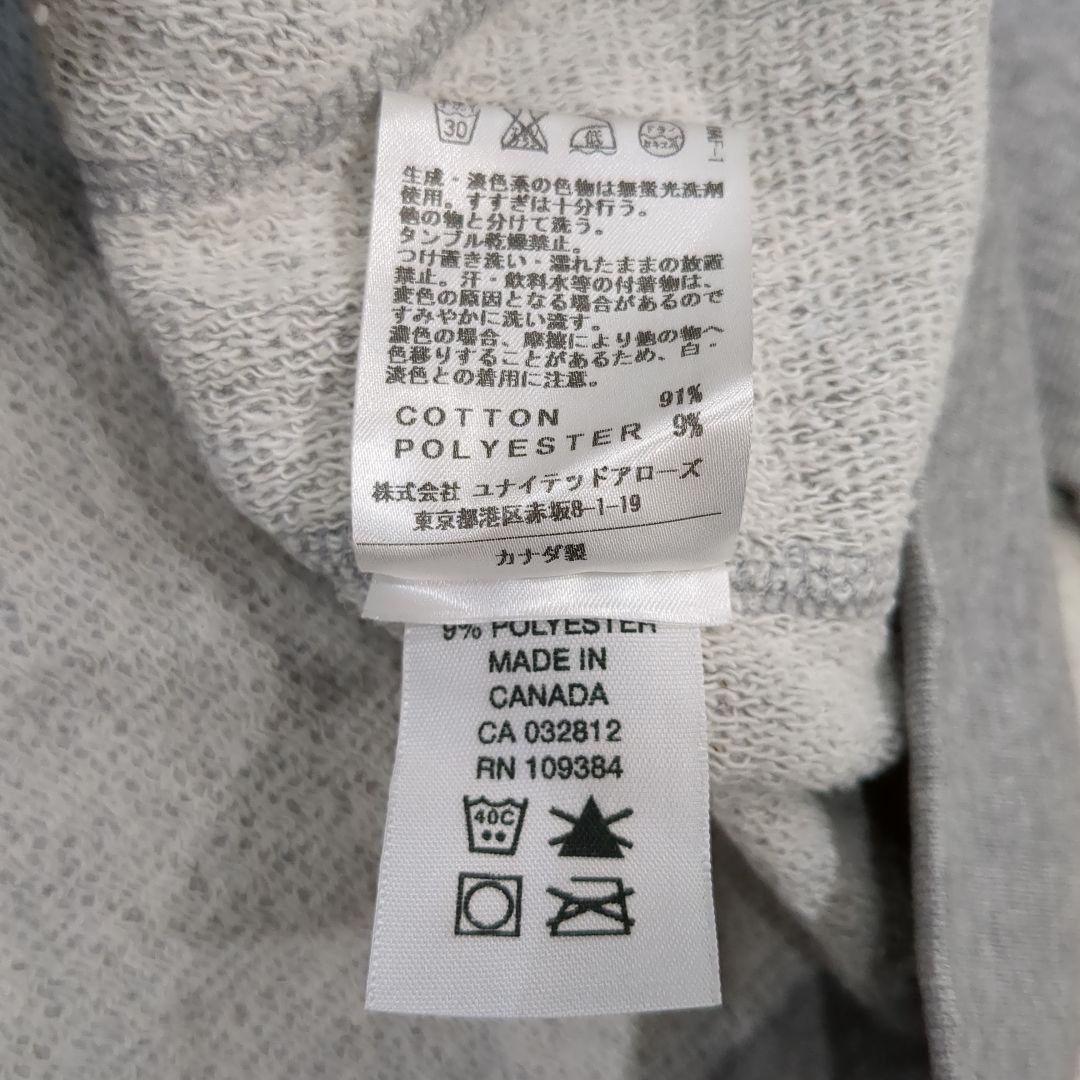 30
低
生成・淡色系の色物は無蛍光洗剤
使用。すすぎは十分行う。
他の物と分けて洗う。
タンブル乾燥禁止。
つけ置き洗い・濡れたままの放置
禁止。汗・飲料水等の付着物は、
変色の原因となる場合があるので
すみやかに洗い流す。
濃色の場合、摩擦により他の物へ
色移りすることがあるため、白・
淡色との着用に注意。
COTTON 91%
POLYESTER 9%
株式会社 ユナイテッドアローズ
東京都港区赤坂8-1-19
カナダ製
9% POLYESTER
MADE IN
CANADA
CA 032812
RN 109384
40C